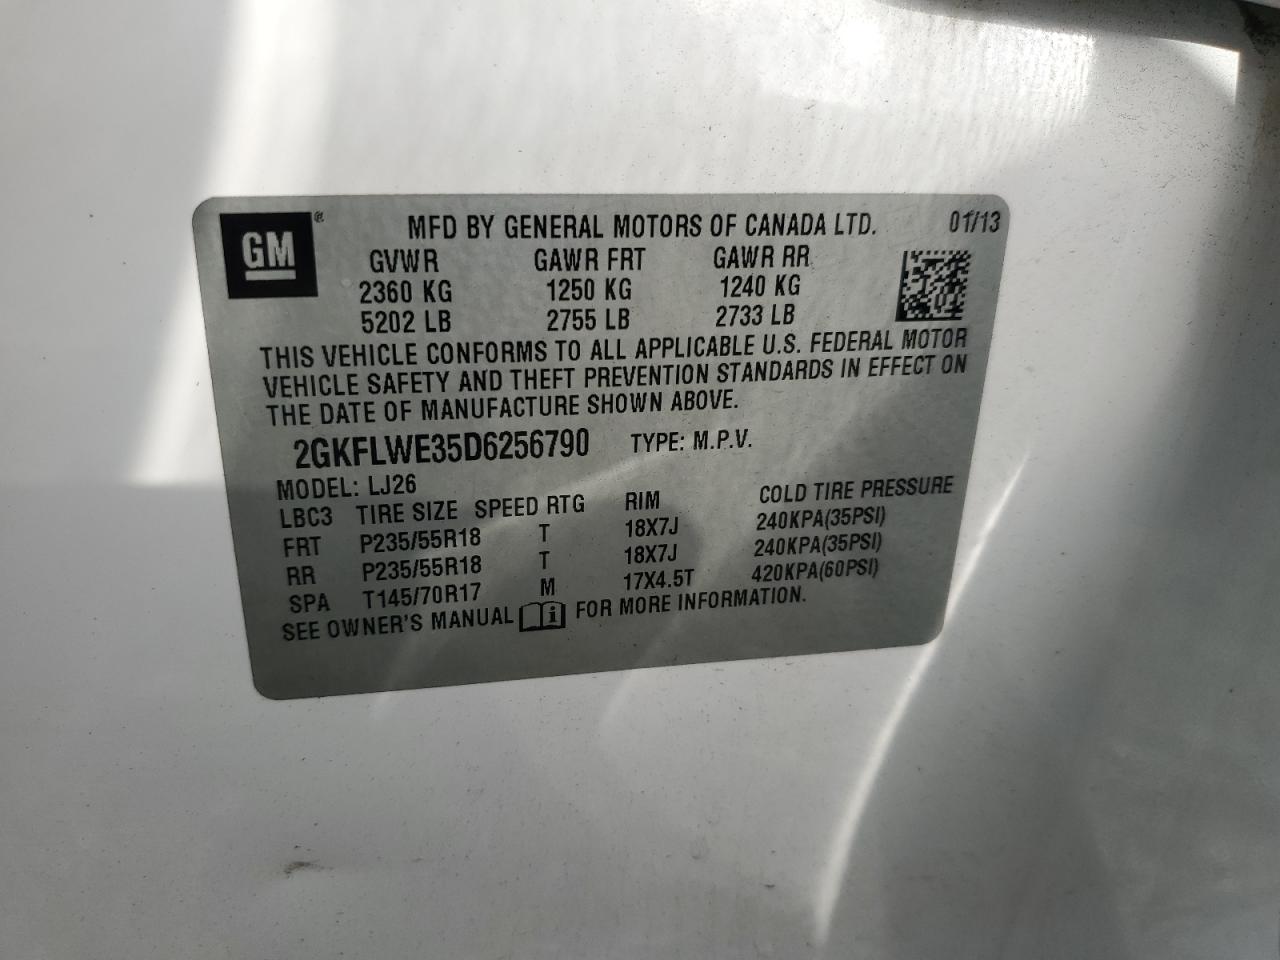 GM ® MFD BY GENERAL MOTORS OF CANADA LTD. 01/13
GVWR GAWR FRT GAWR RR
2360 KG 1250 KG 1240 KG
5202 LB 2755 LB 2733 LB
THIS VEHICLE CONFORMS TO ALL APPLICABLE U.S. FEDERAL MOTOR
VEHICLE SAFETY AND THEFT PREVENTION STANDARDS IN EFFECT ON
THE DATE OF MANUFACTURE SHOWN ABOVE.
2GKFLWE35D6256790 TYPE: M.P.V.
MODEL: LJ26
LBC3 TIRE SIZE SPEED RTG RIM COLD TIRE PRESSURE
FRT P235/55R18 T 18X7J 240KPA(35PSI)
RR P235/55R18 T 18X7J 240KPA(35PSI)
SPA T145/70R17 M 17X4.5T 420KPA(60PSI)
SEE OWNER'S MANUAL i FOR MORE INFORMATION.